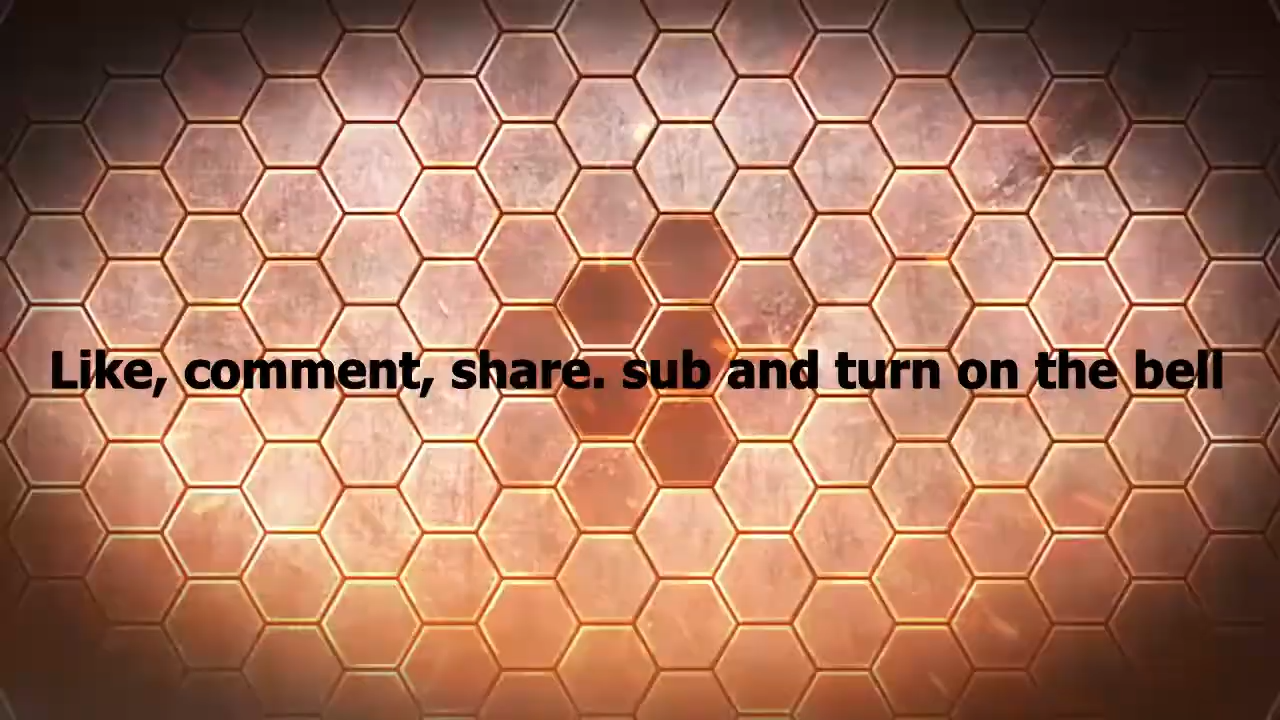 Like, comment, share. sub and turn on the bell